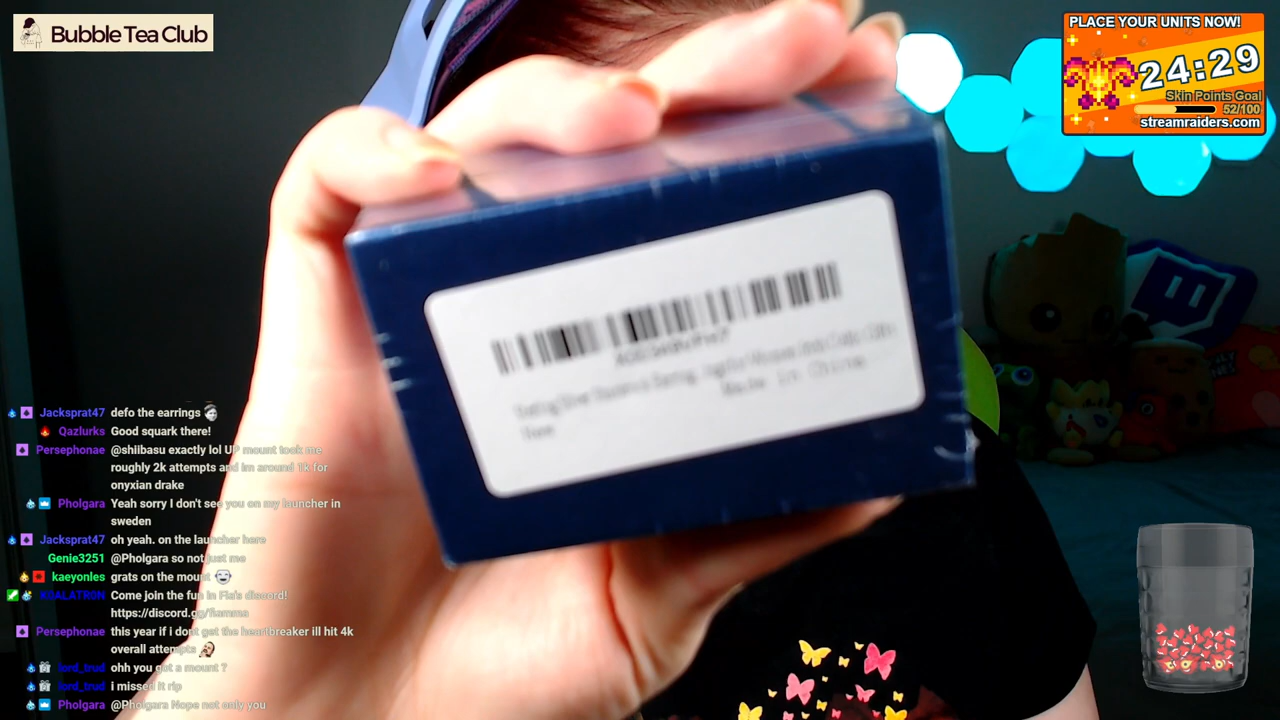 Bubble Tea Club
PLACE YOUR UNITS NOW!
24:29
Skin Points Goal
52/100
streamraiders.com
Made in China
Jacksprat47 defo the earrings
Qazlurks Good squark there!
Persephonae @shiibasu exactly lol UP mount took me
roughly 2k attempts and im around 1k for
onyxian drake
Pholgara Yeah sorry I don't see you on my launcher in
sweden
Jacksprat47 oh yeah. on the launcher here
Genie3251 @Pholgara so not just me
kaeyonles grats on the mount
KOALATRON Come join the fun in Fia's discord!
https://discord.gg/fiamma
Persephonae this year if i dont get the heartbreaker ill hit 4k
overall attempts
lord_trud ohh you got a mount ?
lord_trud i missed it rip
Pholgara @Pholgara Nope not only you